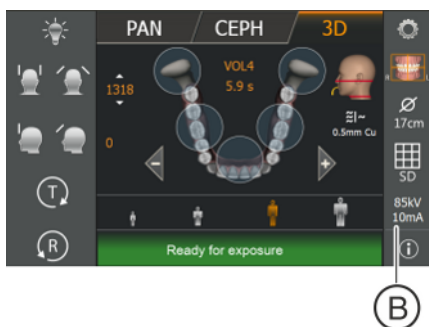 PAN
CEPH
3D
VOL4
5.9 s
1318
0
0.5mm Cu
H
L
17cm
SD
85kV
10mA
T
R
Ready for exposure
i
B